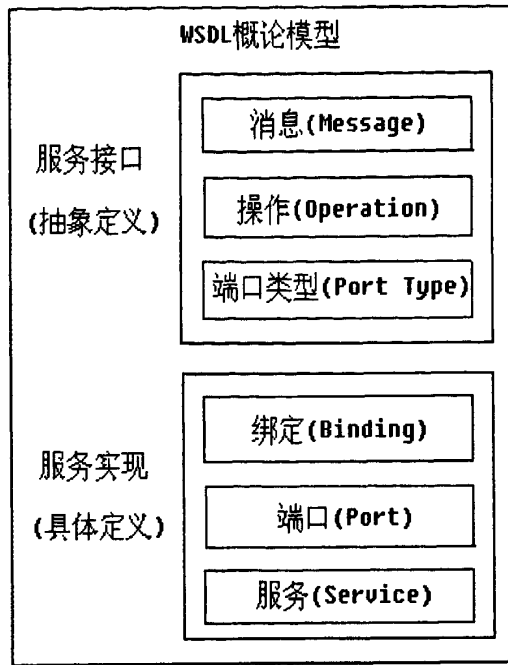 WSDL概论模型
服务接口
(抽象定义)
消息(Message)
操作(Operation)
端口类型(Port Type)
服务实现
(具体定义)
绑定(Binding)
端口(Port)
服务(Service)